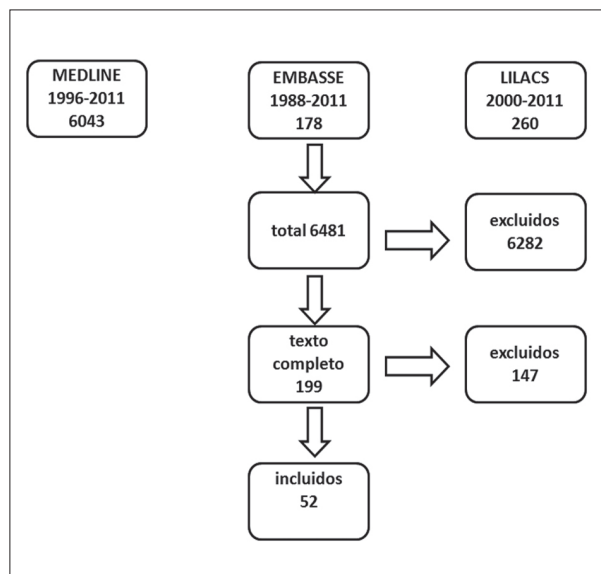 MEDLINE
1996-2011
6043
EMBASSE
1988-2011
178
LILACS
2000-2011
260
total 6481
excluidos
6282
texto
completo
199
excluidos
147
incluidos
52